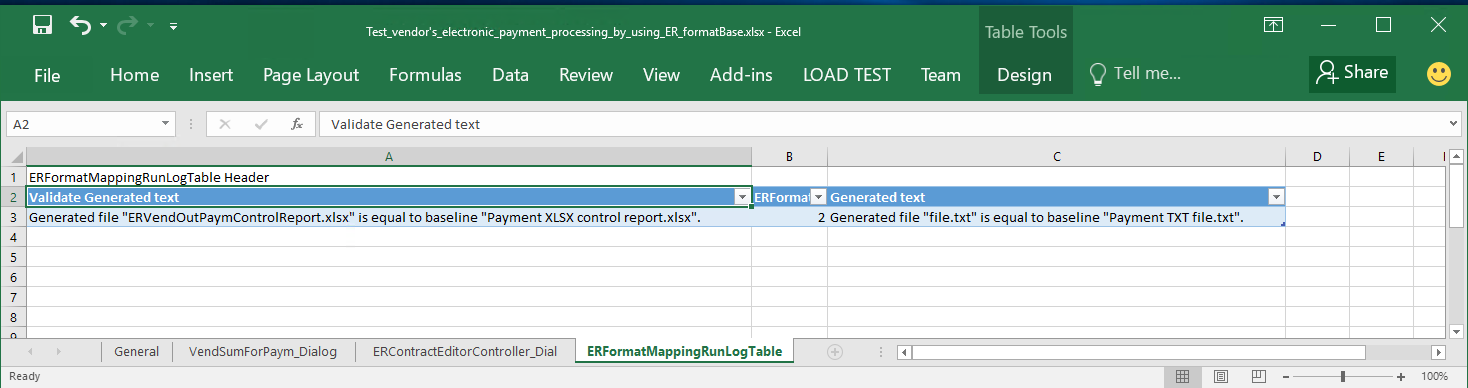 Test_vendor's_electronic_payment_processing_by_using_ER_formatBase.xlsx - Excel
Table Tools
File Home Insert Page Layout Formulas Data Review View Add-ins LOAD TEST Team Design Tell me... Share
A2 fx Validate Generated text
A B C D E
1 ERFormatMappingRunLogTable Header
2 Validate Generated text ERFormat Generated text
3 Generated file "ERVendOutPaymControlReport.xlsx" is equal to baseline "Payment XLSX control report.xlsx". 2 Generated file "file.txt" is equal to baseline "Payment TXT file.txt".
4
5
6
7
8
9
General VendSumForPaym_Dialog ERContractEditorController_Dial ERFormatMappingRunLogTable
Ready 100%